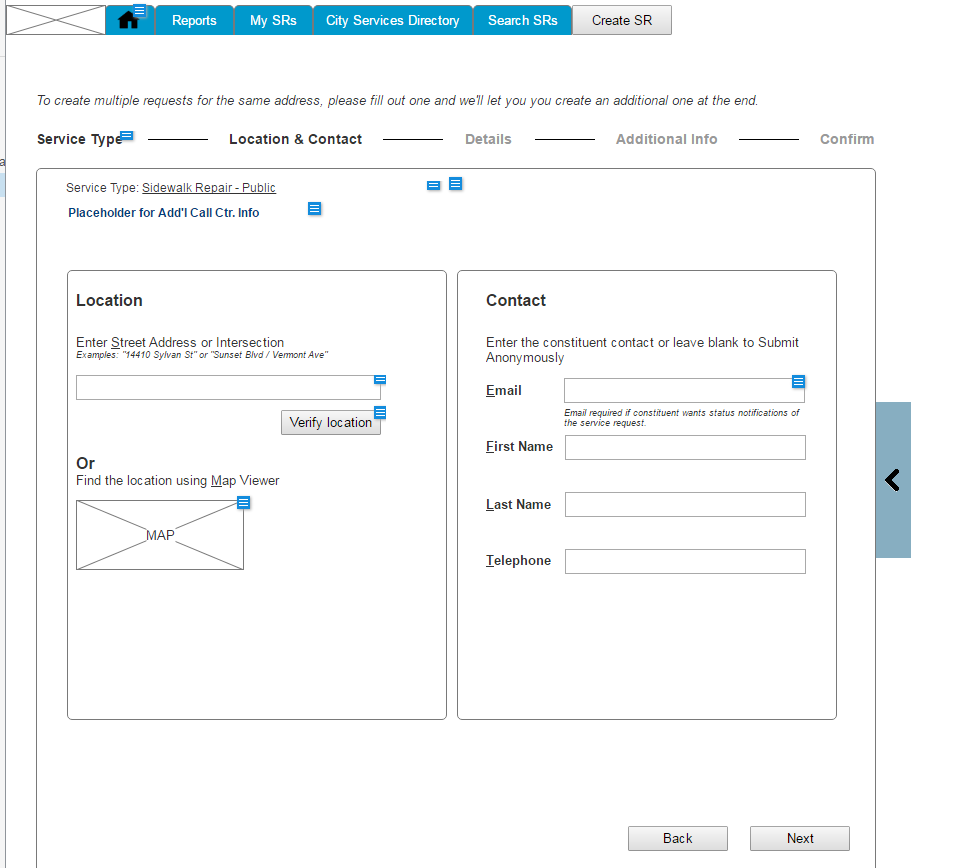 Reports My SRs City Services Directory Search SRs Create SR
To create multiple requests for the same address, please fill out one and we'll let you you create an additional one at the end.
Service Type Location & Contact Details Additional Info Confirm
Service Type: Sidewalk Repair - Public
Placeholder for Add'l Call Ctr. Info
Location
Enter Street Address or Intersection
Examples: "14410 Sylvan St" or "Sunset Blvd / Vermont Ave"
Verify location
Or
Find the location using Map Viewer
MAP
Contact
Enter the constituent contact or leave blank to Submit
Anonymously
Email
Email required if constituent wants status notifications of
the service request.
First Name
Last Name
Telephone
Back Next